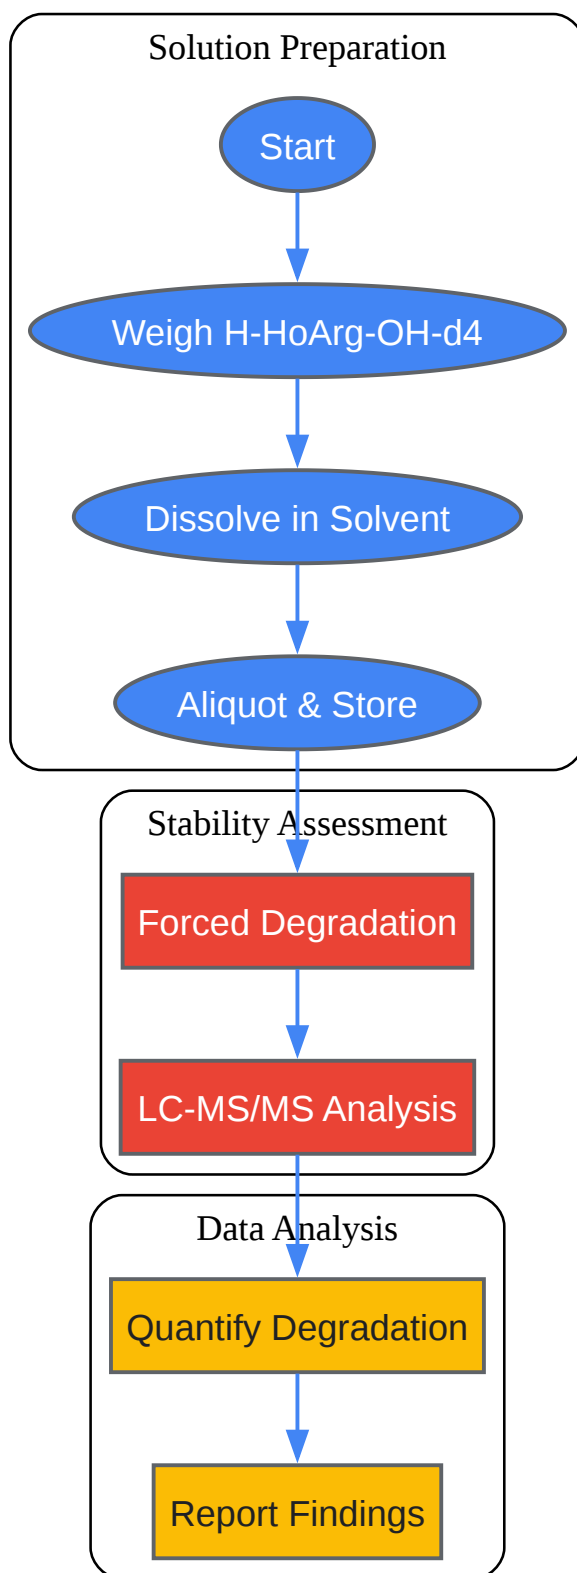 Solution Preparation
Start
Weigh H-HoArg-OH-d4
Dissolve in Solvent
Aliquot & Store
Stability Assessment
Forced Degradation
LC-MS/MS Analysis
Data Analysis
Quantify Degradation
Report Findings